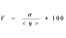 V = σ / < q > * 100